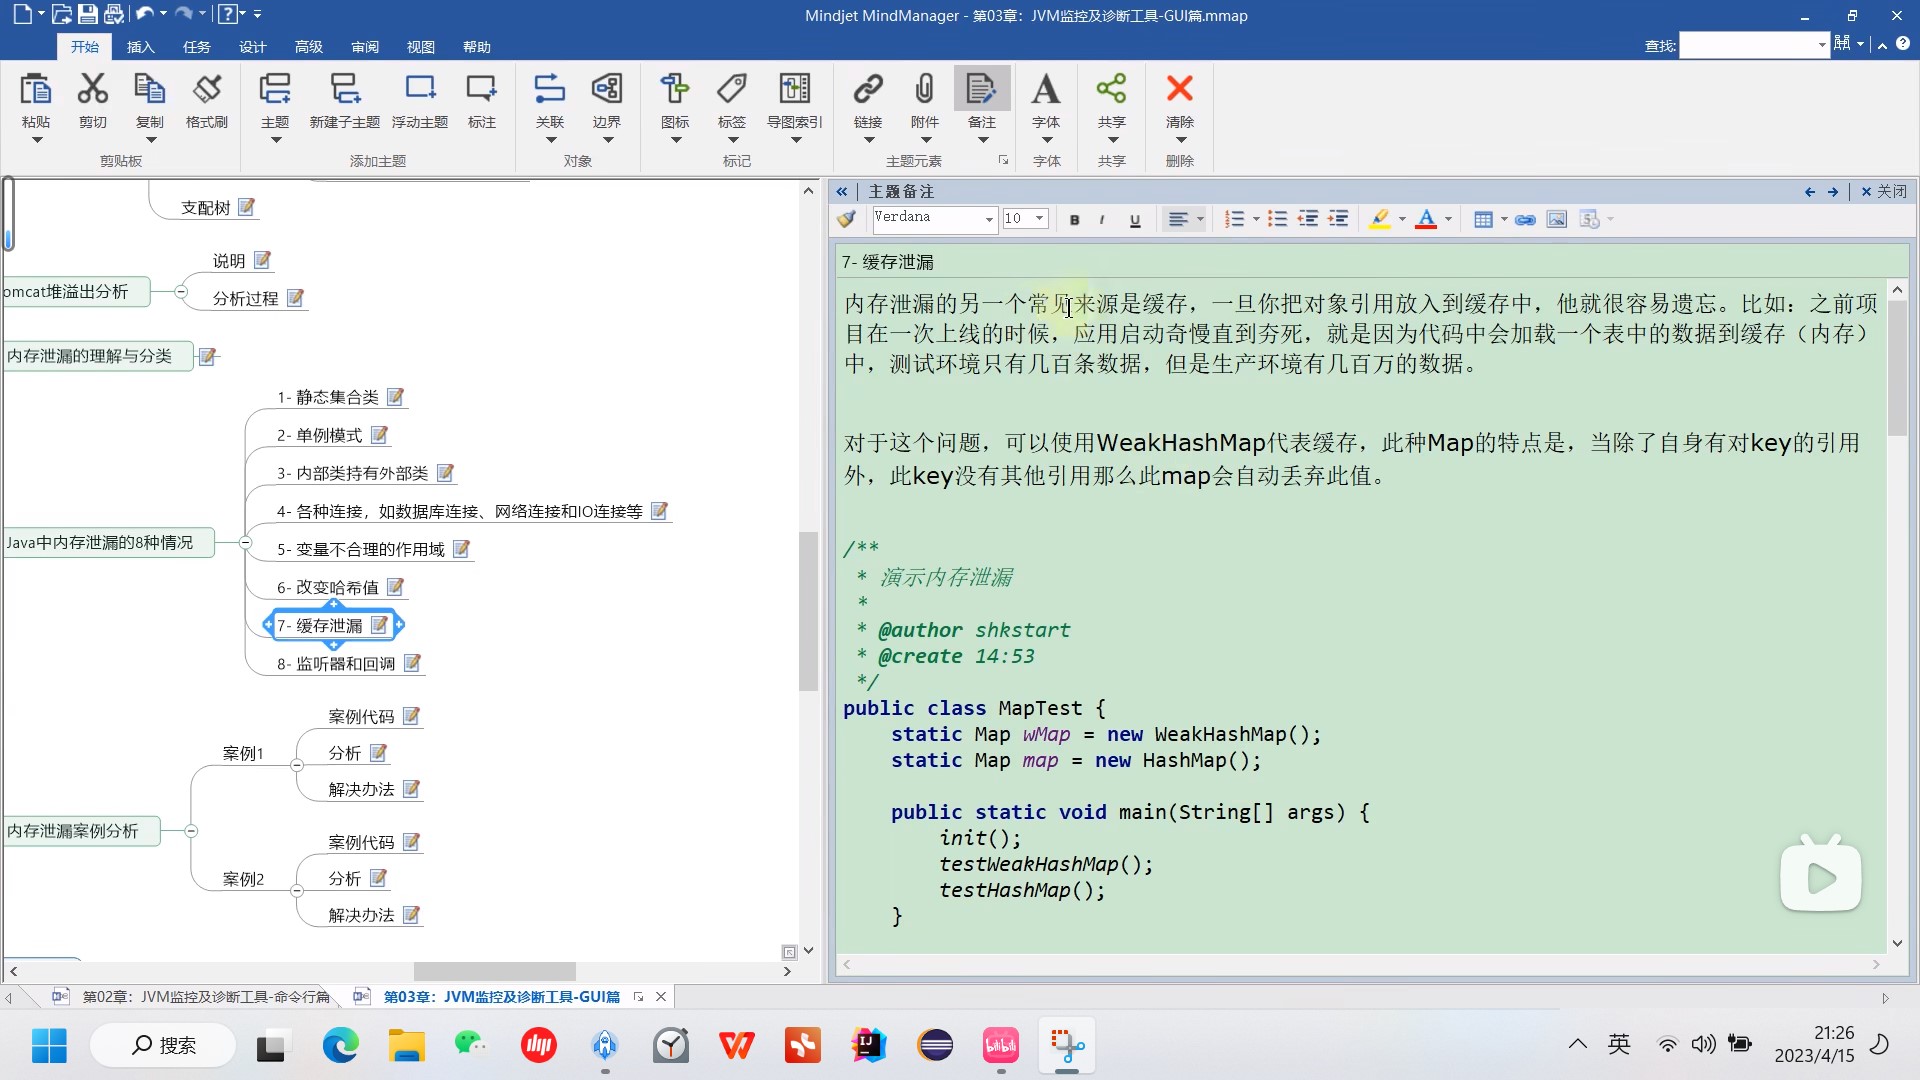 Mindjet MindManager - 第03章：JVM监控及诊断工具-GUI篇.mmap
开始 插入 任务 设计 高级 审阅 视图 帮助 查找:
粘贴 剪切 复制 格式刷 主题 新建子主题 浮动主题 标注 关联 边界 图标 标签 导图索引 链接 附件 备注 字体 共享 清除
剪贴板 添加主题 对象 标记 主题元素 字体 共享 删除
支配树
说明
omcat堆溢出分析
分析过程
内存泄漏的理解与分类
1- 静态集合类
2- 单例模式
3- 内部类持有外部类
4- 各种连接，如数据库连接、网络连接和IO连接等
Java中内存泄漏的8种情况
5- 变量不合理的作用域
6- 改变哈希值
7- 缓存泄漏
8- 监听器和回调
案例代码
案例1
分析
解决办法
内存泄漏案例分析
案例代码
案例2
分析
解决办法
主题备注 关闭
Verdana 10 B I U A
7- 缓存泄漏
内存泄漏的另一个常见来源是缓存，一旦你把对象引用放入到缓存中，他就很容易遗忘。比如：之前项
目在一次上线的时候，应用启动奇慢直到夯死，就是因为代码中会加载一个表中的数据到缓存（内存）
中，测试环境只有几百条数据，但是生产环境有几百万的数据。
对于这个问题，可以使用WeakHashMap代表缓存，此种Map的特点是，当除了自身有对key的引用
外，此key没有其他引用那么此map会自动丢弃此值。
/**
 * 演示内存泄漏
 *
 * @author shkstart
 * @create 14:53
 */
public class MapTest {
    static Map wMap = new WeakHashMap();
    static Map map = new HashMap();
    public static void main(String[] args) {
        init();
        testWeakHashMap();
        testHashMap();
    }
第02章：JVM监控及诊断工具-命令行篇 第03章：JVM监控及诊断工具-GUI篇
搜索 英 21:26
2023/4/15